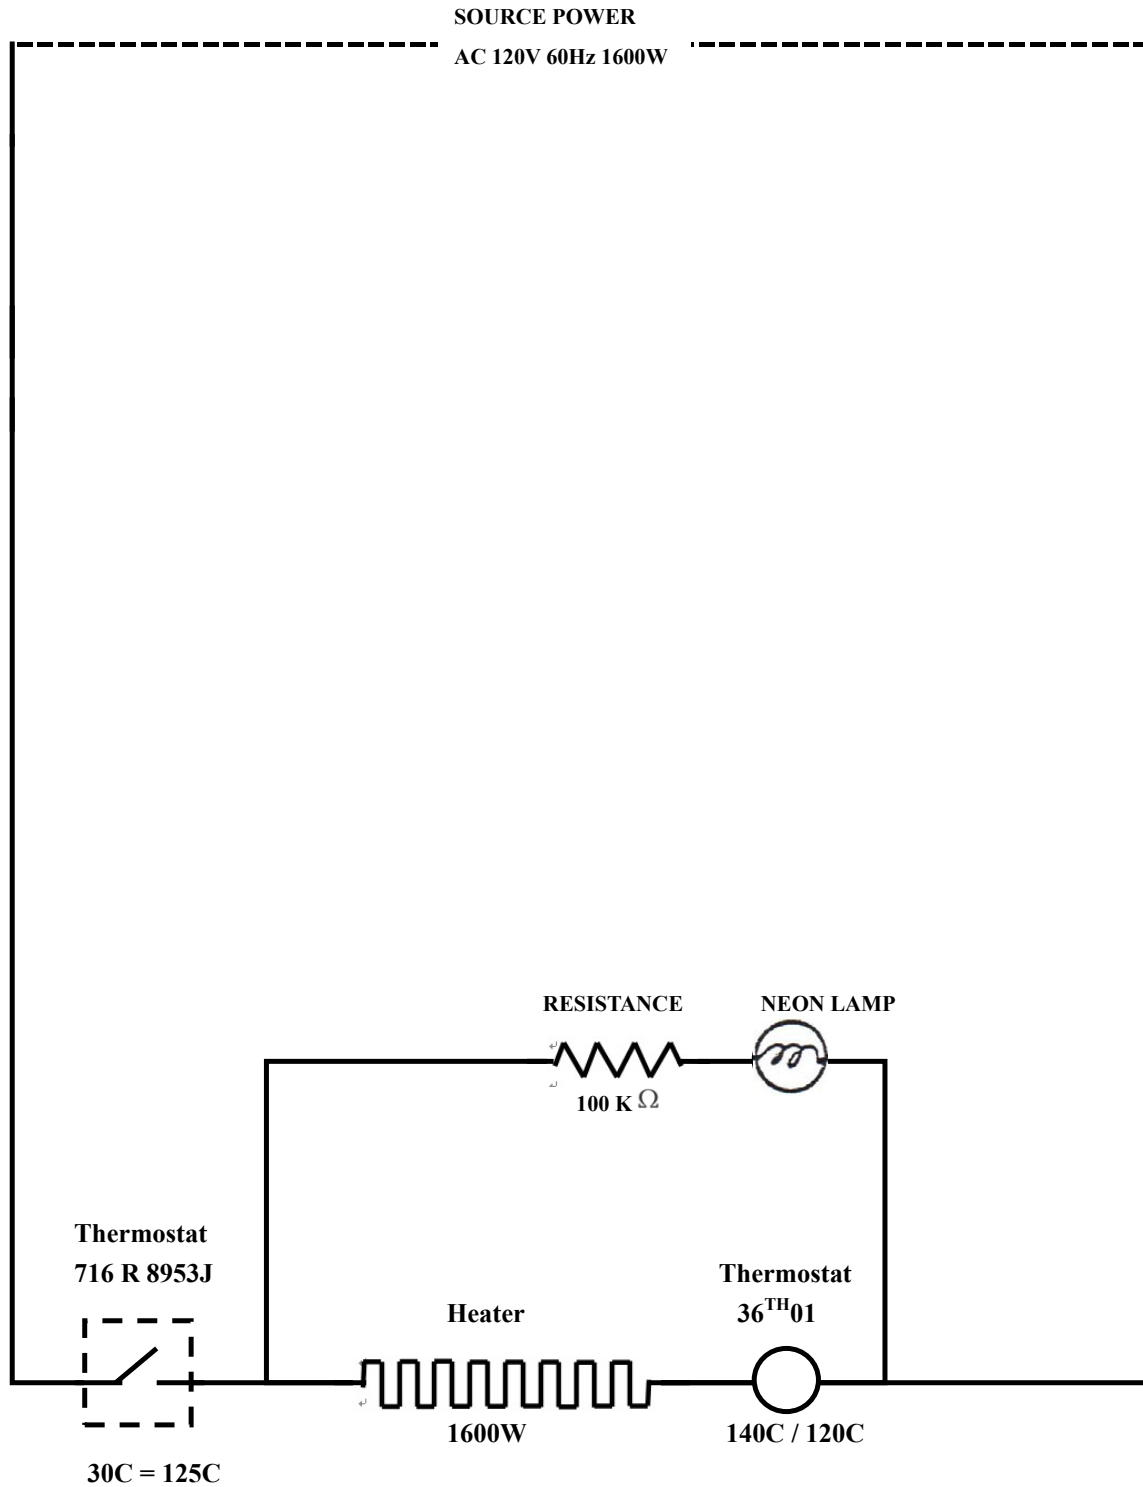 SOURCE POWER
AC 120V 60Hz 1600W
RESISTANCE
NEON LAMP
100 K Ω
Thermostat
716 R 8953J
Thermostat
36TH01
Heater
1600W
140C / 120C
30C = 125C